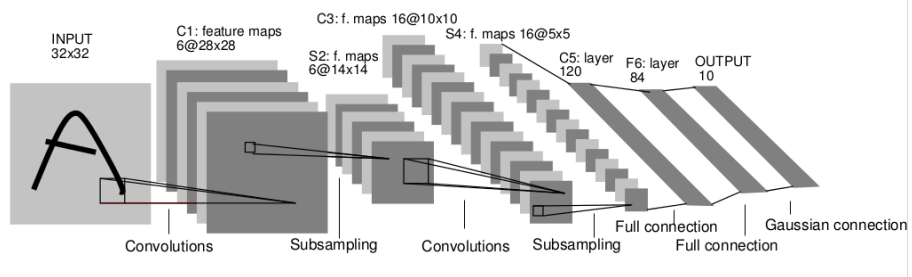 INPUT
32x32
C1: feature maps
6@28x28
S2: f. maps
6@14x14
C3: f. maps 16@10x10
S4: f. maps 16@5x5
C5: layer
120
F6: layer
84
OUTPUT
10
Convolutions
Subsampling
Convolutions
Subsampling
Full connection
Full connection
Gaussian connection